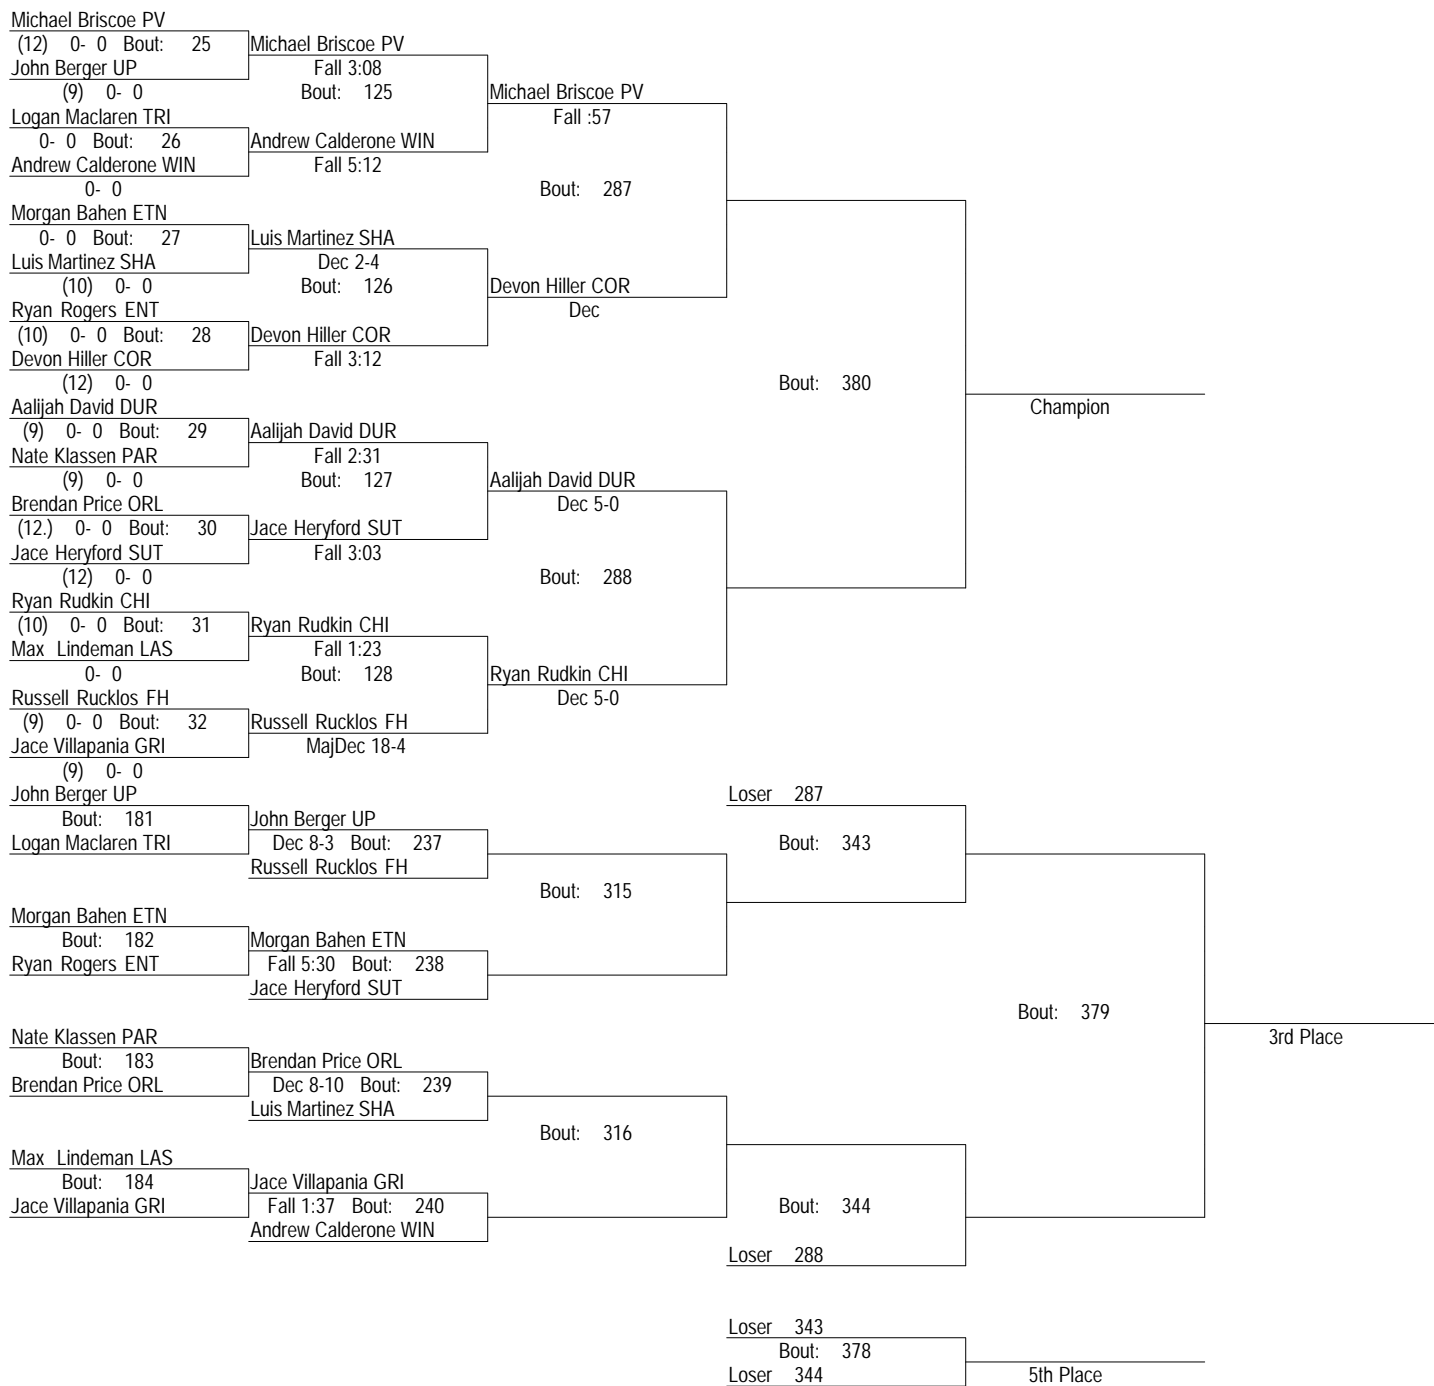 Michael Briscoe PV
(12) 0- 0 Bout: 25 Michael Briscoe PV
John Berger UP Fall 3:08
(9) 0- 0 Bout: 125 Michael Briscoe PV
Logan Maclaren TRI Fall :57
0- 0 Bout: 26 Andrew Calderone WIN
Andrew Calderone WIN Fall 5:12
0- 0 Bout: 287
Morgan Bahen ETN
0- 0 Bout: 27 Luis Martinez SHA
Luis Martinez SHA Dec 2-4
(10) 0- 0 Bout: 126 Devon Hiller COR
Ryan Rogers ENT Dec
(10) 0- 0 Bout: 28 Devon Hiller COR
Devon Hiller COR Fall 3:12
(12) 0- 0 Bout: 380
Aalijah David DUR Champion
(9) 0- 0 Bout: 29 Aalijah David DUR
Nate Klassen PAR Fall 2:31
(9) 0- 0 Bout: 127 Aalijah David DUR
Brendan Price ORL Dec 5-0
(12.) 0- 0 Bout: 30 Jace Heryford SUT
Jace Heryford SUT Fall 3:03
(12) 0- 0 Bout: 288
Ryan Rudkin CHI
(10) 0- 0 Bout: 31 Ryan Rudkin CHI
Max Lindeman LAS Fall 1:23
0- 0 Bout: 128 Ryan Rudkin CHI
Russell Rucklos FH Dec 5-0
(9) 0- 0 Bout: 32 Russell Rucklos FH
Jace Villapania GRI MajDec 18-4
(9) 0- 0
John Berger UP Loser 287
Bout: 181 John Berger UP
Logan Maclaren TRI Dec 8-3 Bout: 237 Bout: 343
Russell Rucklos FH
Bout: 315
Morgan Bahen ETN
Bout: 182 Morgan Bahen ETN
Ryan Rogers ENT Fall 5:30 Bout: 238
Jace Heryford SUT
Bout: 379
Nate Klassen PAR 3rd Place
Bout: 183 Brendan Price ORL
Brendan Price ORL Dec 8-10 Bout: 239
Luis Martinez SHA
Bout: 316
Max Lindeman LAS
Bout: 184 Jace Villapania GRI
Jace Villapania GRI Fall 1:37 Bout: 240 Bout: 344
Andrew Calderone WIN
Loser 288
Loser 343
Bout: 378
Loser 344 5th Place